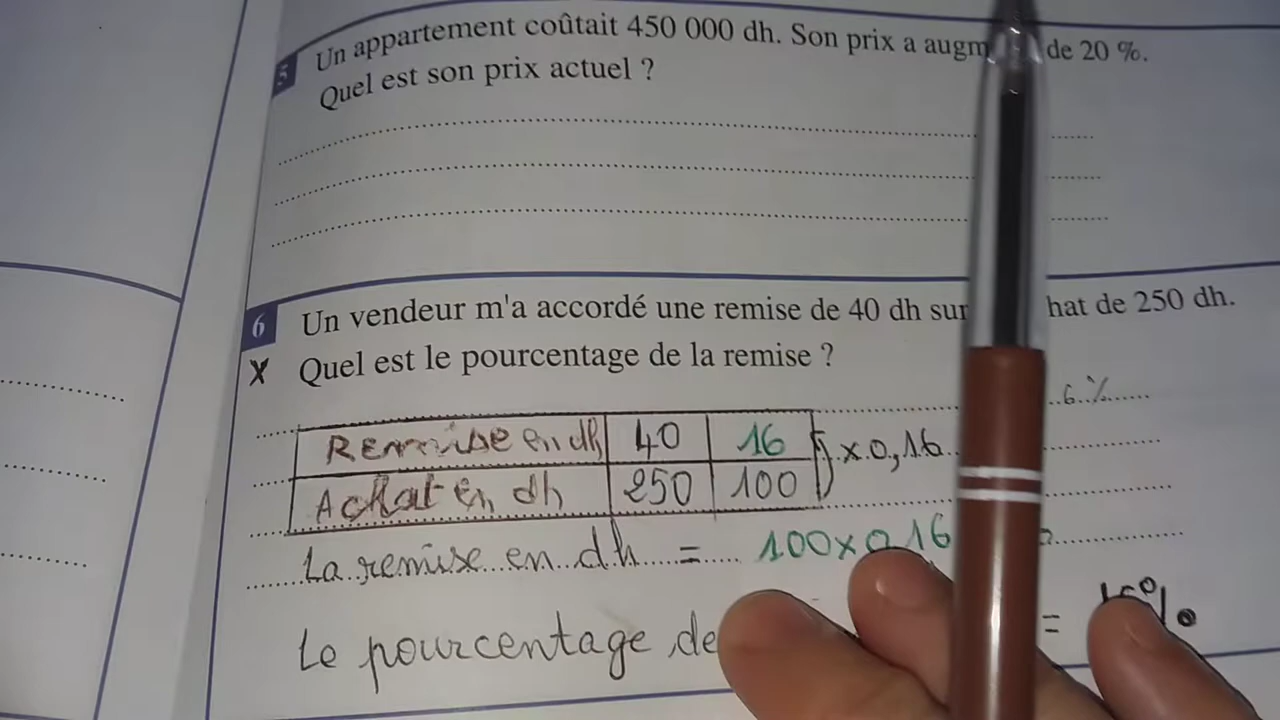 5 Un appartement coûtait 450 000 dh. Son prix a augm de 20 %.
Quel est son prix actuel ?
6 Un vendeur m'a accordé une remise de 40 dh sur hat de 250 dh.
X Quel est le pourcentage de la remise ?
6 %
Remise en dh 40 16
x 0,16
Achat en dh 250 100
La remise en dh = 100 x 0,16
Le pourcentage de = %